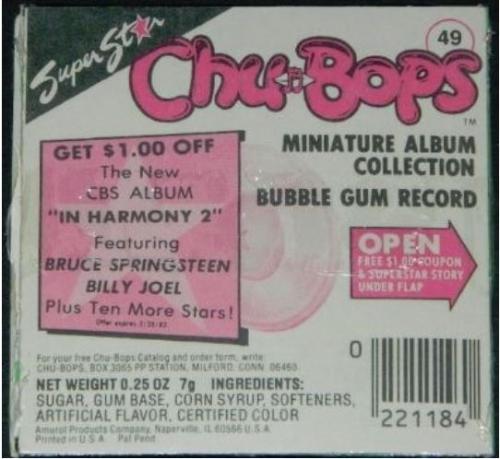 Super Star
Chu-Bops
49
TM
MINIATURE ALBUM
COLLECTION
BUBBLE GUM RECORD
GET $1.00 OFF
The New
CBS ALBUM
"IN HARMONY 2"
Featuring
BRUCE SPRINGSTEEN
BILLY JOEL
Plus Ten More Stars!
Offer expires
OPEN
FREE $1.00 COUPON
& SUPERSTAR STORY
UNDER FLAP
For your free Chu-Bops Catalog and order form, write
CHU-BOPS, BOX 3065 PP STATION, MILFORD, CONN. 06460
NET WEIGHT 0.25 OZ 7g INGREDIENTS:
SUGAR, GUM BASE, CORN SYRUP, SOFTENERS,
ARTIFICIAL FLAVOR, CERTIFIED COLOR
Amurol Products Company, Naperville, IL 60566 U.S.A.
Printed in U.S.A. Pat Pend
0
221184